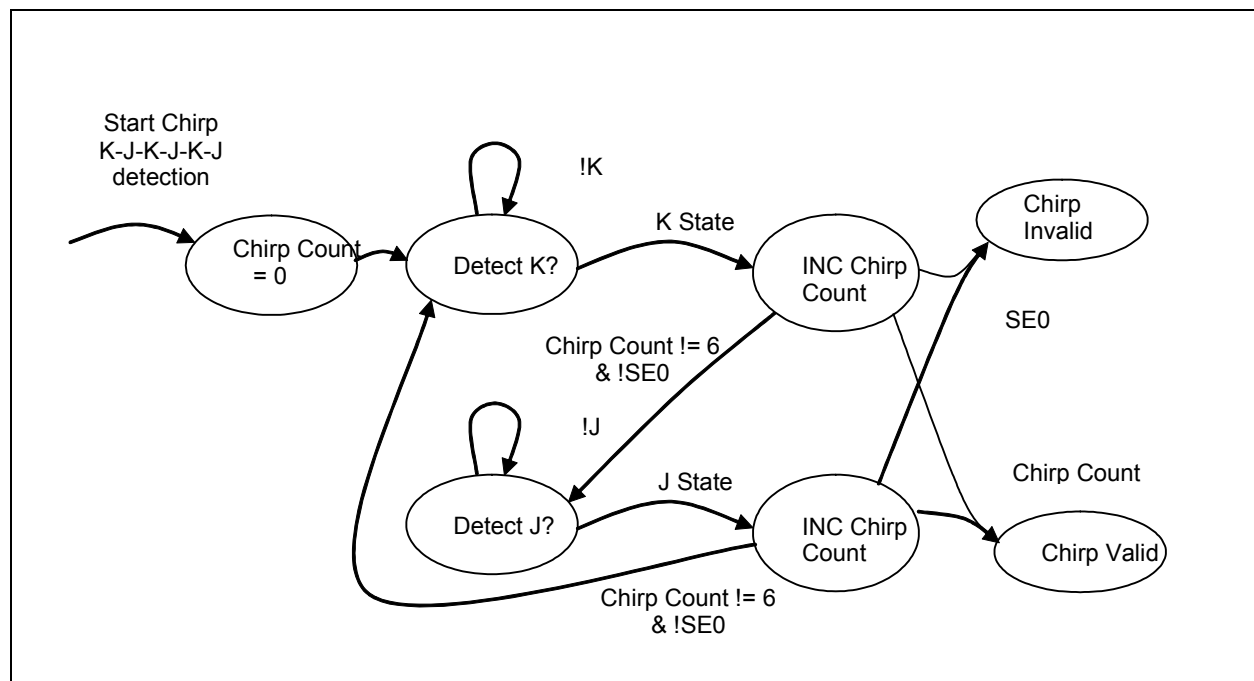 Start Chirp
K-J-K-J-K-J
detection
Chirp Count
= 0
!K
Detect K?
K State
INC Chirp
Count
Chirp
Invalid
SE0
Chirp Count != 6
& !SE0
!J
Detect J?
J State
INC Chirp
Count
Chirp Count
Chirp Valid
Chirp Count != 6
& !SE0